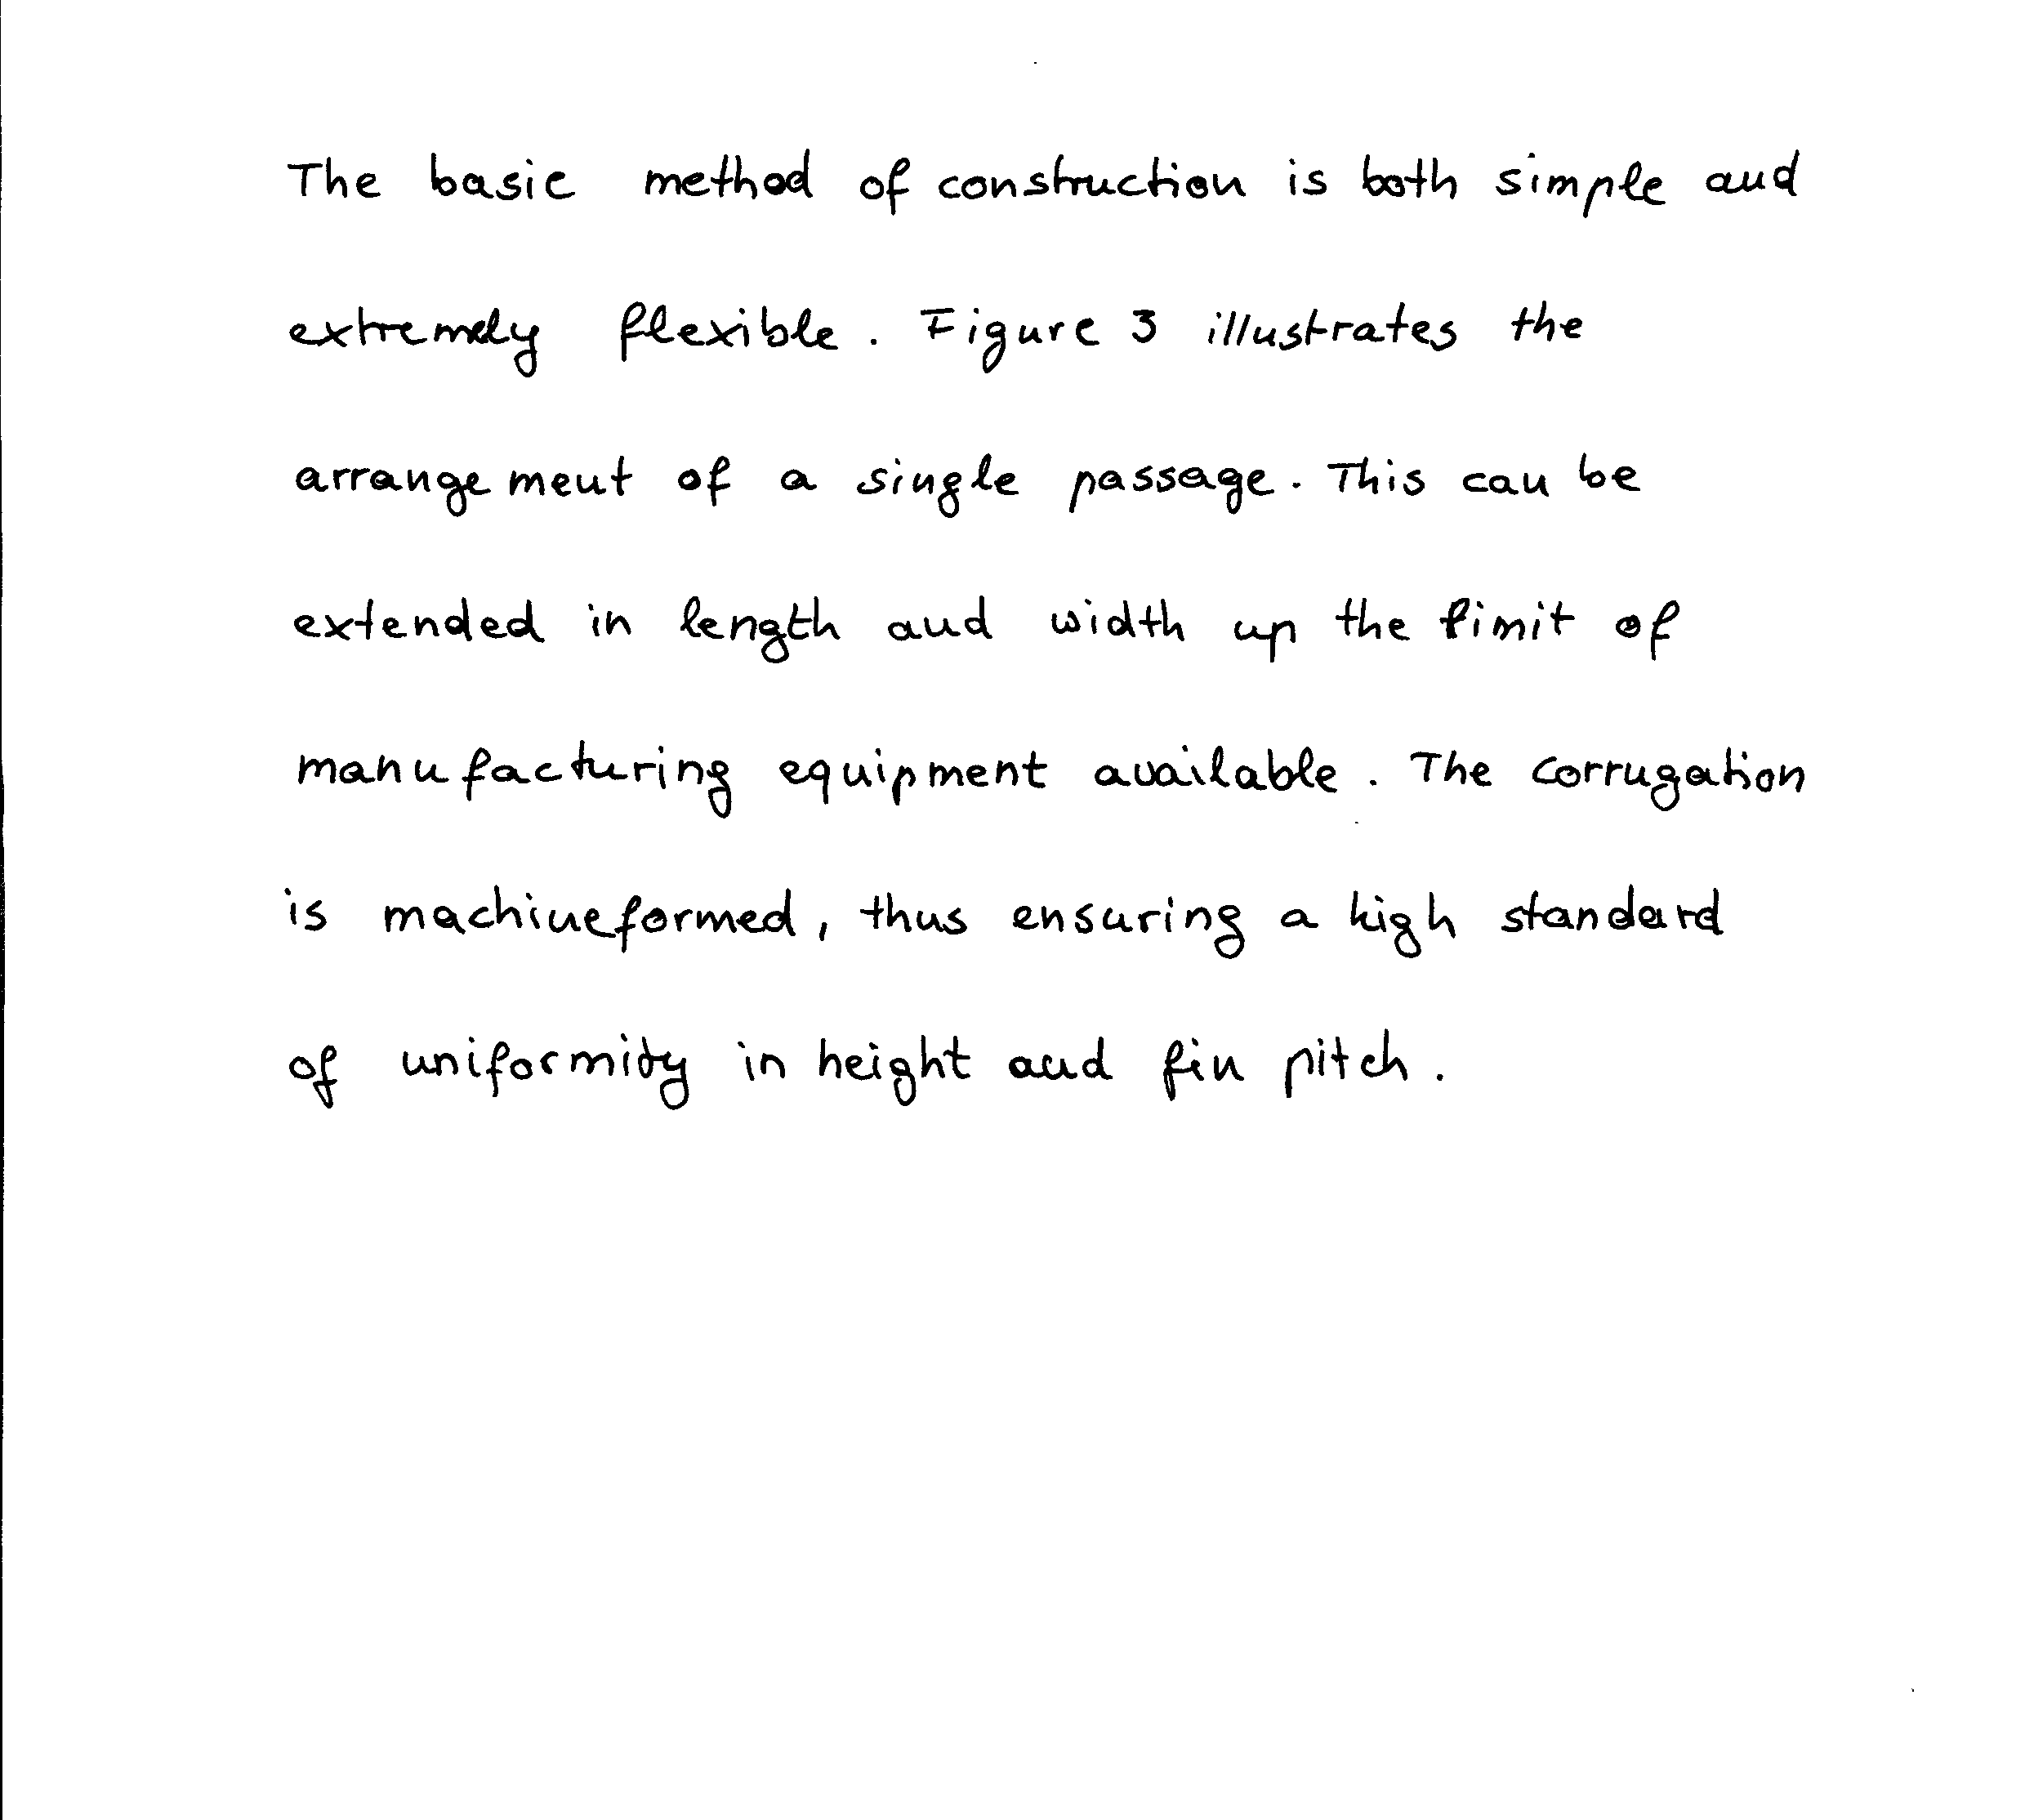 The basic method of construction is both simple and
extremely flexible. Figure 3 illustrates the
arrangement of a single passage. This can be
extended in length and width up the limit of
manufacturing equipment available. The corrugation
is machineformed, thus ensuring a high standard
of uniformity in height and fin pitch.